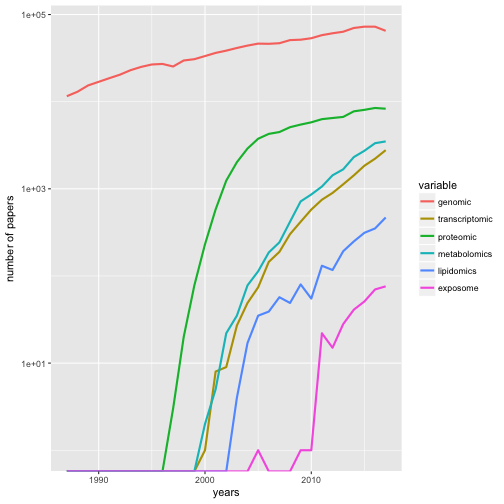 1e+05
1e+03
1e+01
number of papers
1990
2000
2010
years
variable
genomic
transcriptomic
proteomic
metabolomics
lipidomics
exposome